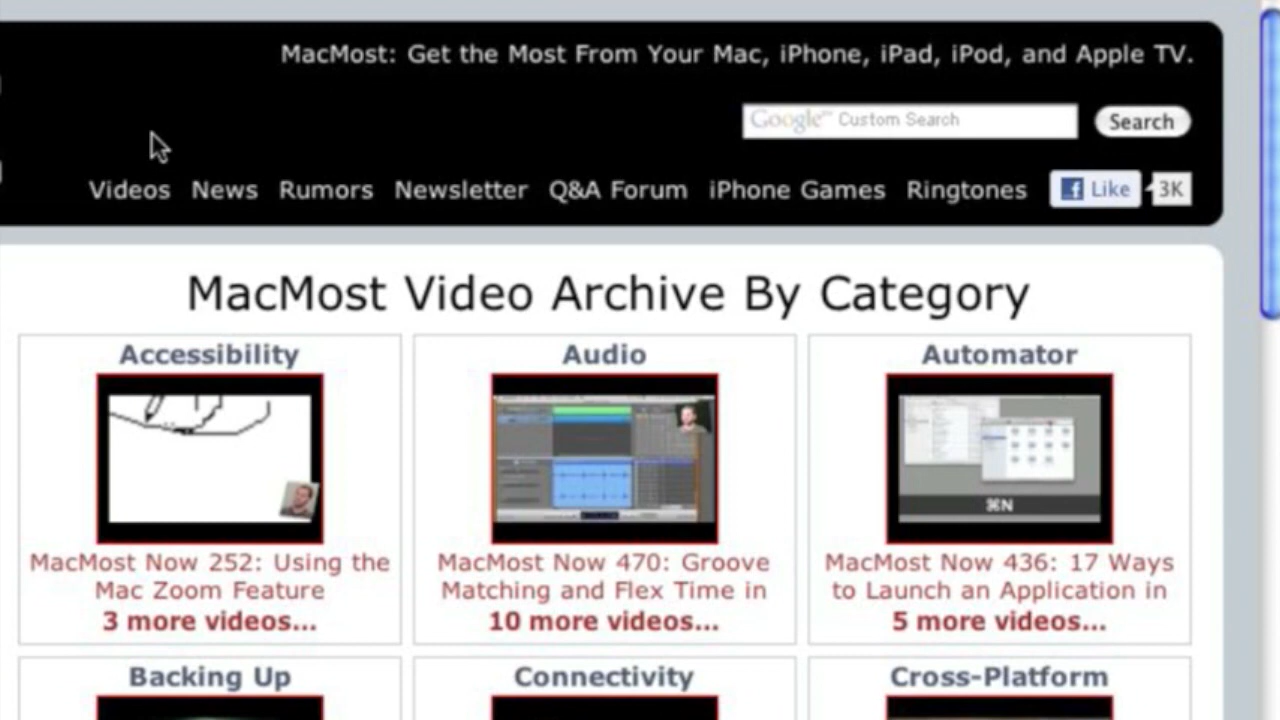 MacMost: Get the Most From Your Mac, iPhone, iPad, iPod, and Apple TV.
Google™ Custom Search
Search
Videos News Rumors Newsletter Q&A Forum iPhone Games Ringtones Like 3K
MacMost Video Archive By Category
Accessibility
MacMost Now 252: Using the
Mac Zoom Feature
3 more videos...
Audio
MacMost Now 470: Groove
Matching and Flex Time in
10 more videos...
Automator
⌘N
MacMost Now 436: 17 Ways
to Launch an Application in
5 more videos...
Backing Up
Connectivity
Cross-Platform